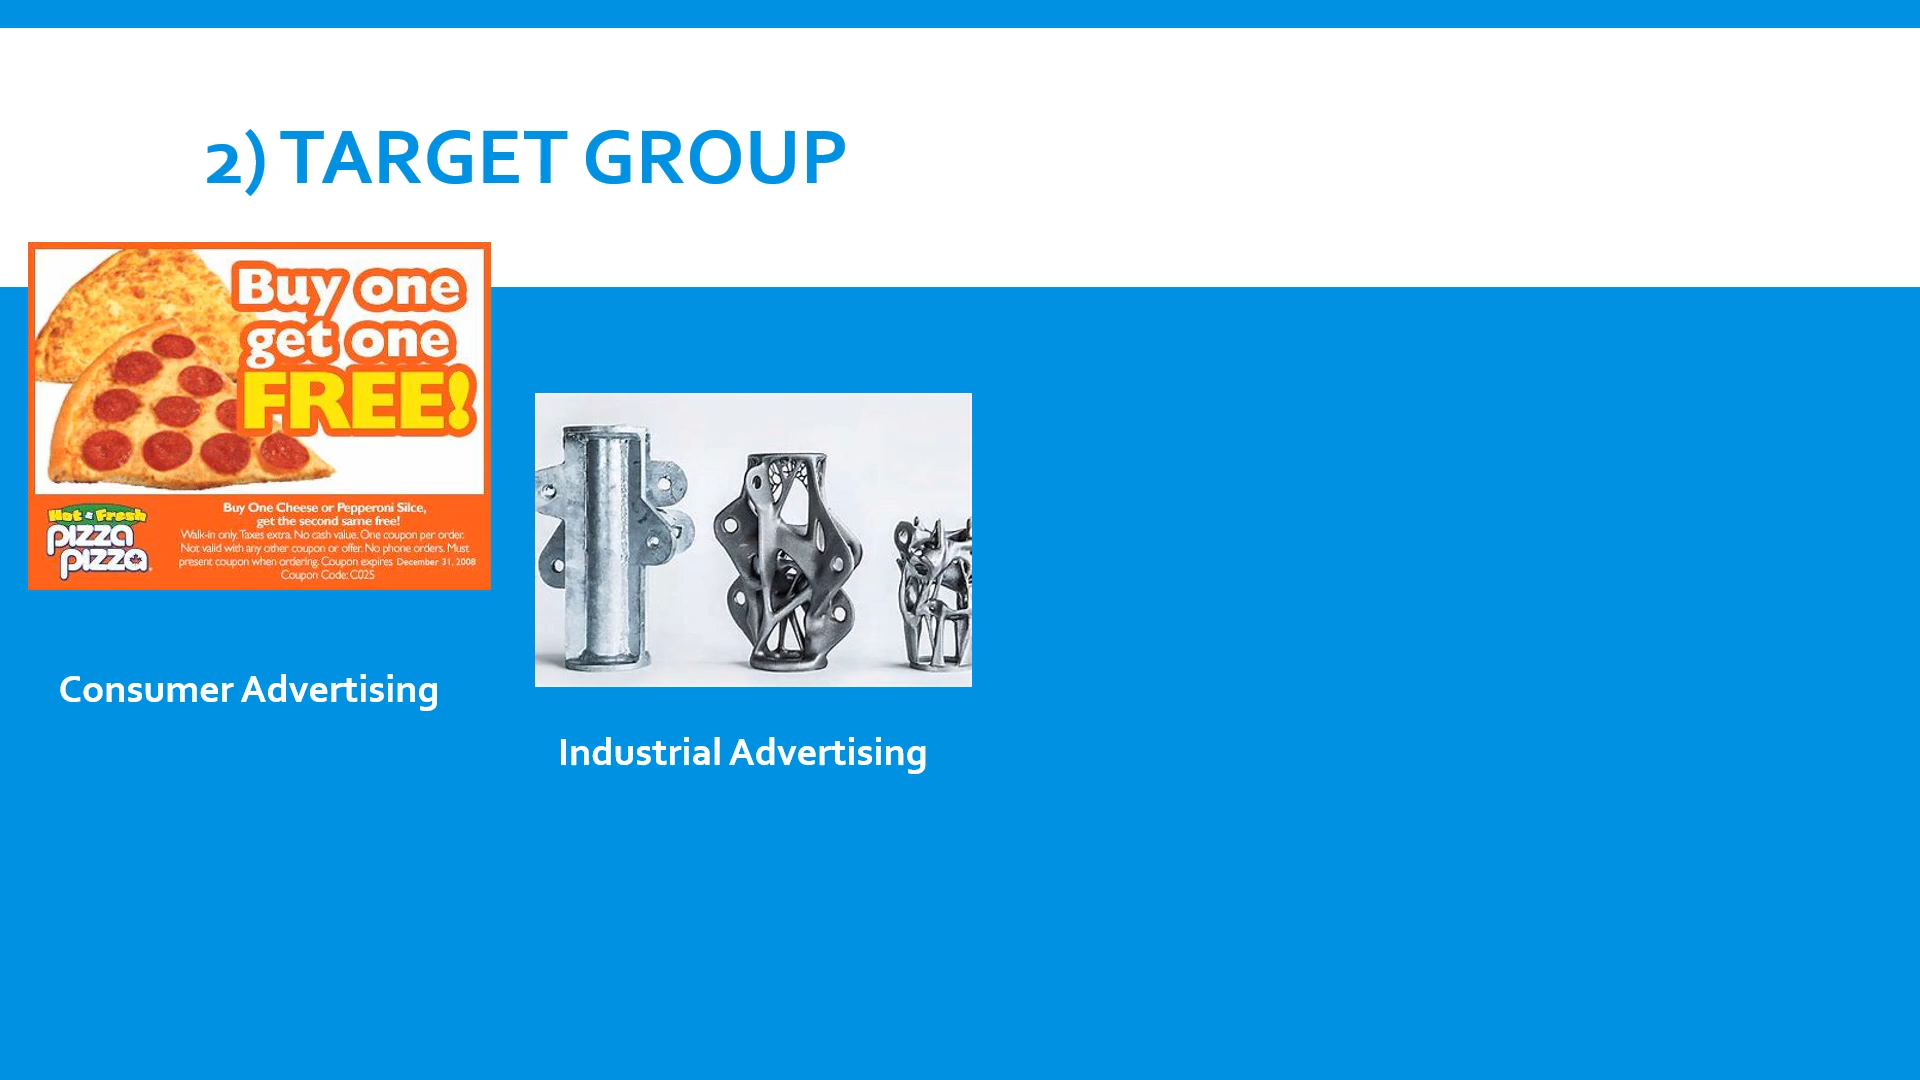 2) TARGET GROUP
Buy one
get one
FREE!
Hot & Fresh
pizza
pizza
Buy One Cheese or Pepperoni Silce,
get the second same free!
Walk-in only. Taxes extra. No cash value. One coupon per order.
Not valid with any other coupon or offer. No phone orders. Must
present coupon when ordering. Coupon expires December 31, 2008
Coupon Code: C025
Consumer Advertising
Industrial Advertising